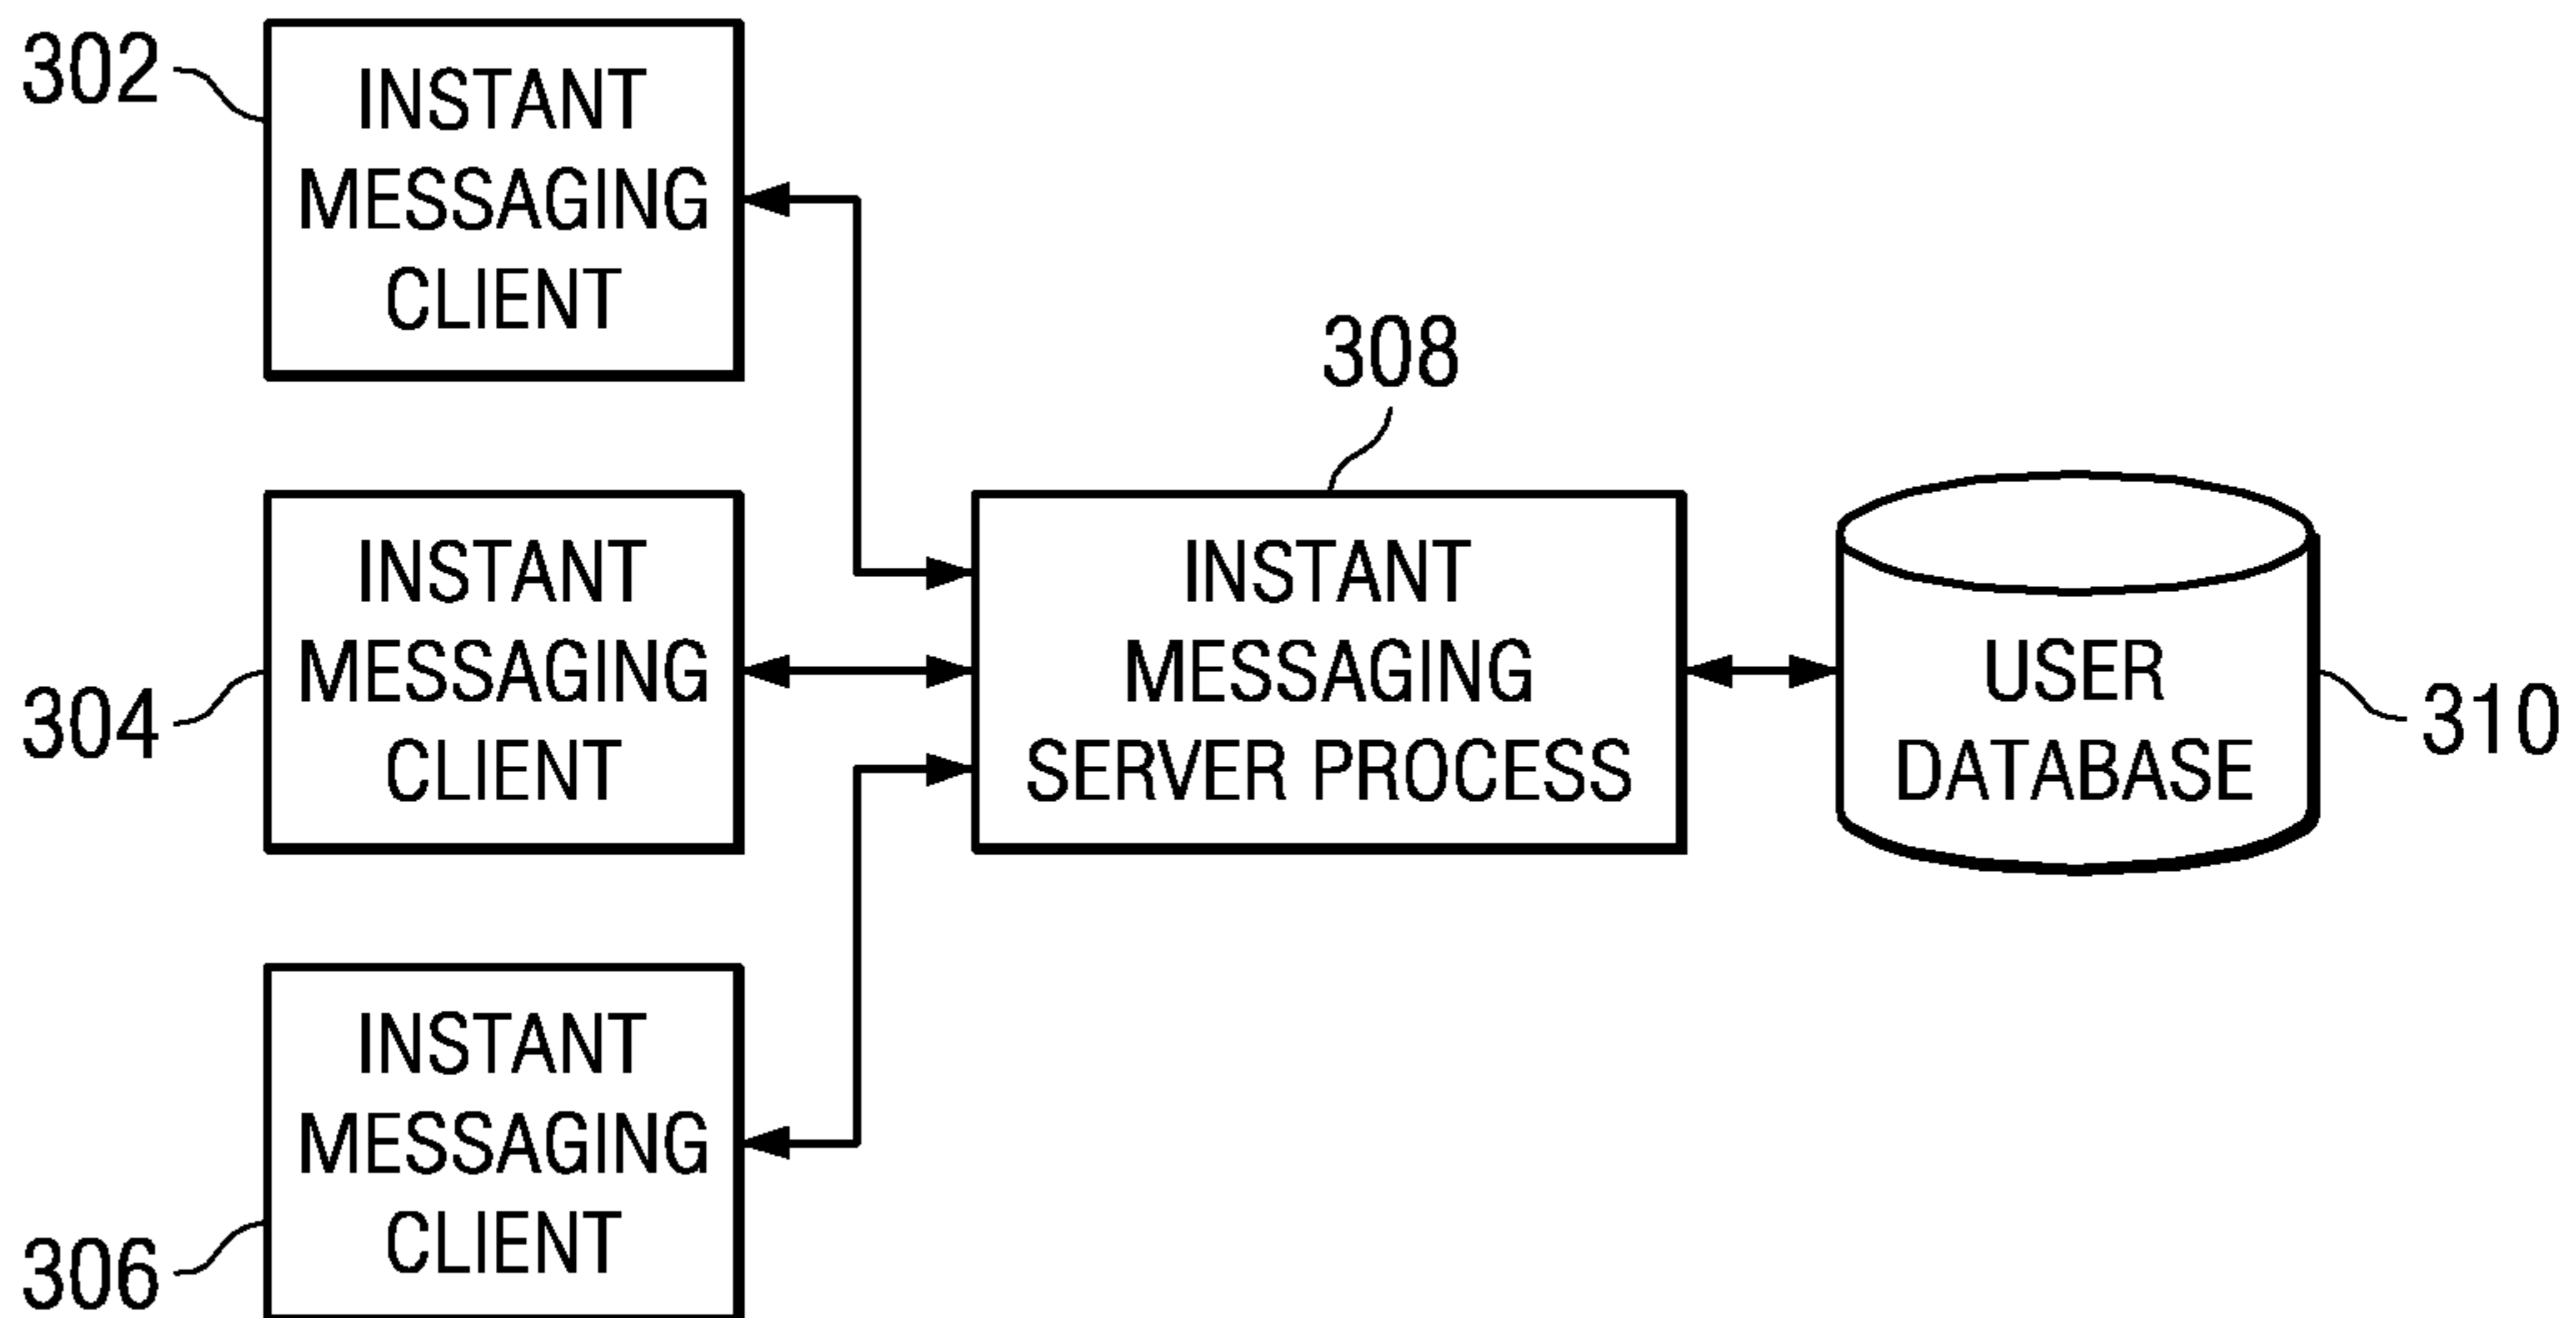 302
INSTANT
MESSAGING
CLIENT
304
INSTANT
MESSAGING
CLIENT
306
INSTANT
MESSAGING
CLIENT
308
INSTANT
MESSAGING
SERVER PROCESS
USER
DATABASE
310